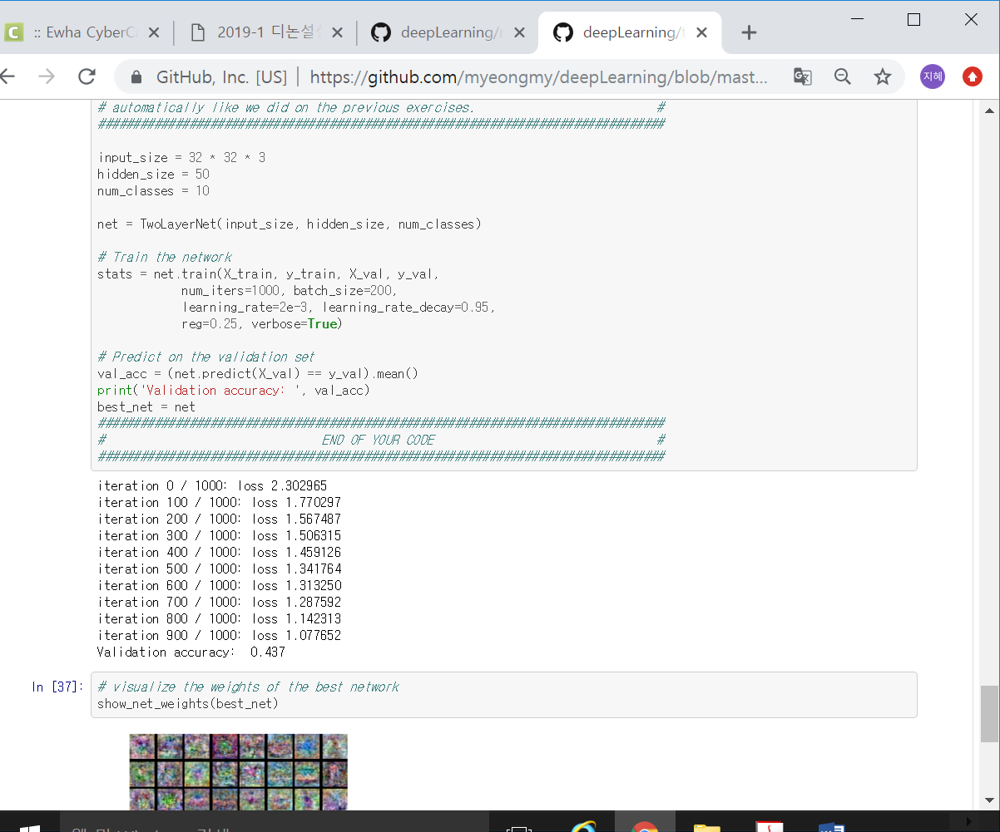 :: Ewha CyberC
2019-1
deepLearning/
deepLearning/
GitHub, Inc. [US] | https://github.com/myeongmy/deepLearning/blob/mast...
지혜
# automatically like we did on the previous exercises. #
#################################################################################
input_size = 32 * 32 * 3
hidden_size = 50
num_classes = 10
net = TwoLayerNet(input_size, hidden_size, num_classes)
# Train the network
stats = net.train(X_train, y_train, X_val, y_val,
num_iters=1000, batch_size=200,
learning_rate=2e-3, learning_rate_decay=0.95,
reg=0.25, verbose=True)
# Predict on the validation set
val_acc = (net.predict(X_val) == y_val).mean()
print('Validation accuracy: ', val_acc)
best_net = net
#################################################################################
# END OF YOUR CODE #
#################################################################################
iteration 0 / 1000: loss 2.302965
iteration 100 / 1000: loss 1.770297
iteration 200 / 1000: loss 1.567487
iteration 300 / 1000: loss 1.506315
iteration 400 / 1000: loss 1.459126
iteration 500 / 1000: loss 1.341764
iteration 600 / 1000: loss 1.313250
iteration 700 / 1000: loss 1.287592
iteration 800 / 1000: loss 1.142313
iteration 900 / 1000: loss 1.077652
Validation accuracy: 0.437
In [37]:
# visualize the weights of the best network
show_net_weights(best_net)